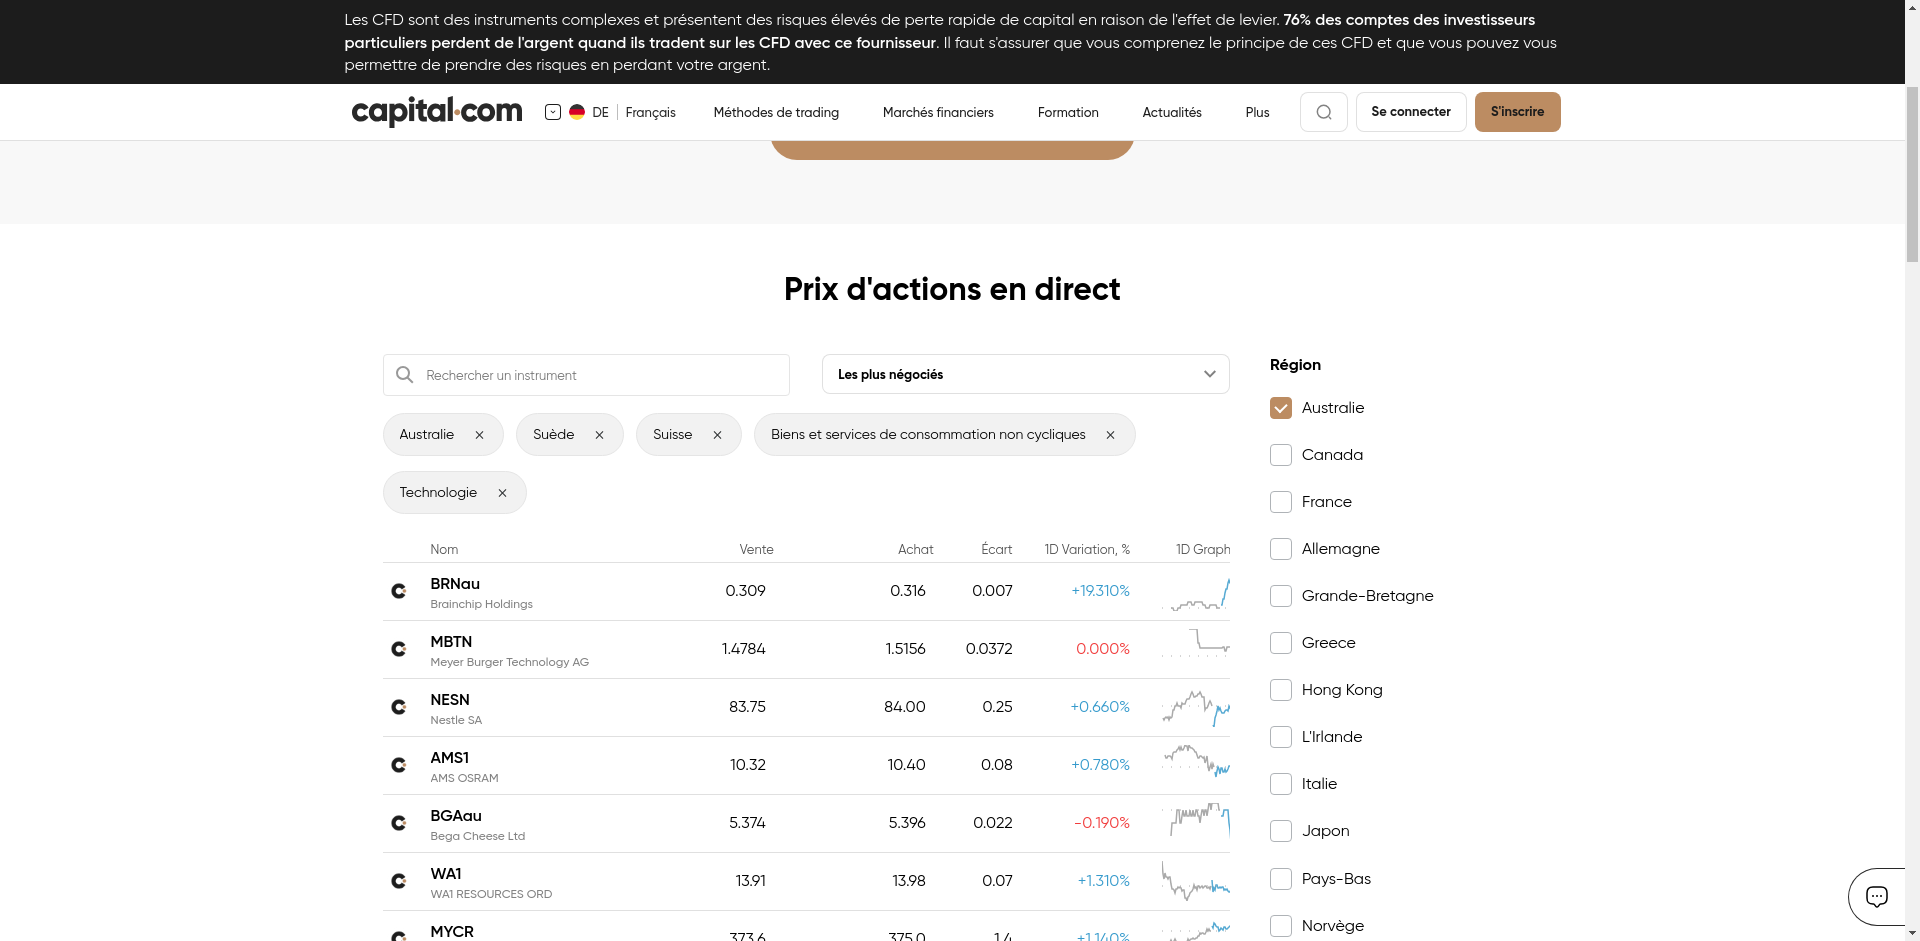 Les CFD sont des instruments complexes et présentent des risques élevés de perte rapide de capital en raison de l'effet de levier. 76% des comptes des investisseurs
particuliers perdent de l'argent quand ils tradent sur les CFD avec ce fournisseur. Il faut s'assurer que vous comprenez le principe de ces CFD et que vous pouvez vous
permettre de prendre des risques en perdant votre argent.
capital.com DE Français Méthodes de trading Marchés financiers Formation Actualités Plus Se connecter S'inscrire
Prix d'actions en direct
Rechercher un instrument Les plus négociés
Australie Suède Suisse Biens et services de consommation non cycliques
Technologie
Nom Vente Achat Écart 1D Variation, % 1D Graph
BRNau 0.309 0.316 0.007 +19.310%
Brainchip Holdings
MBTN 1.4784 1.5156 0.0372 0.000%
Meyer Burger Technology AG
NESN 83.75 84.00 0.25 +0.660%
Nestle SA
AMS1 10.32 10.40 0.08 +0.780%
AMS OSRAM
BGAau 5.374 5.396 0.022 -0.190%
Bega Cheese Ltd
WA1 13.91 13.98 0.07 +1.310%
WA1 RESOURCES ORD
MYCR 373.6 375.0 1.4 +1.140%
Région
Australie
Canada
France
Allemagne
Grande-Bretagne
Greece
Hong Kong
L'Irlande
Italie
Japon
Pays-Bas
Norvège